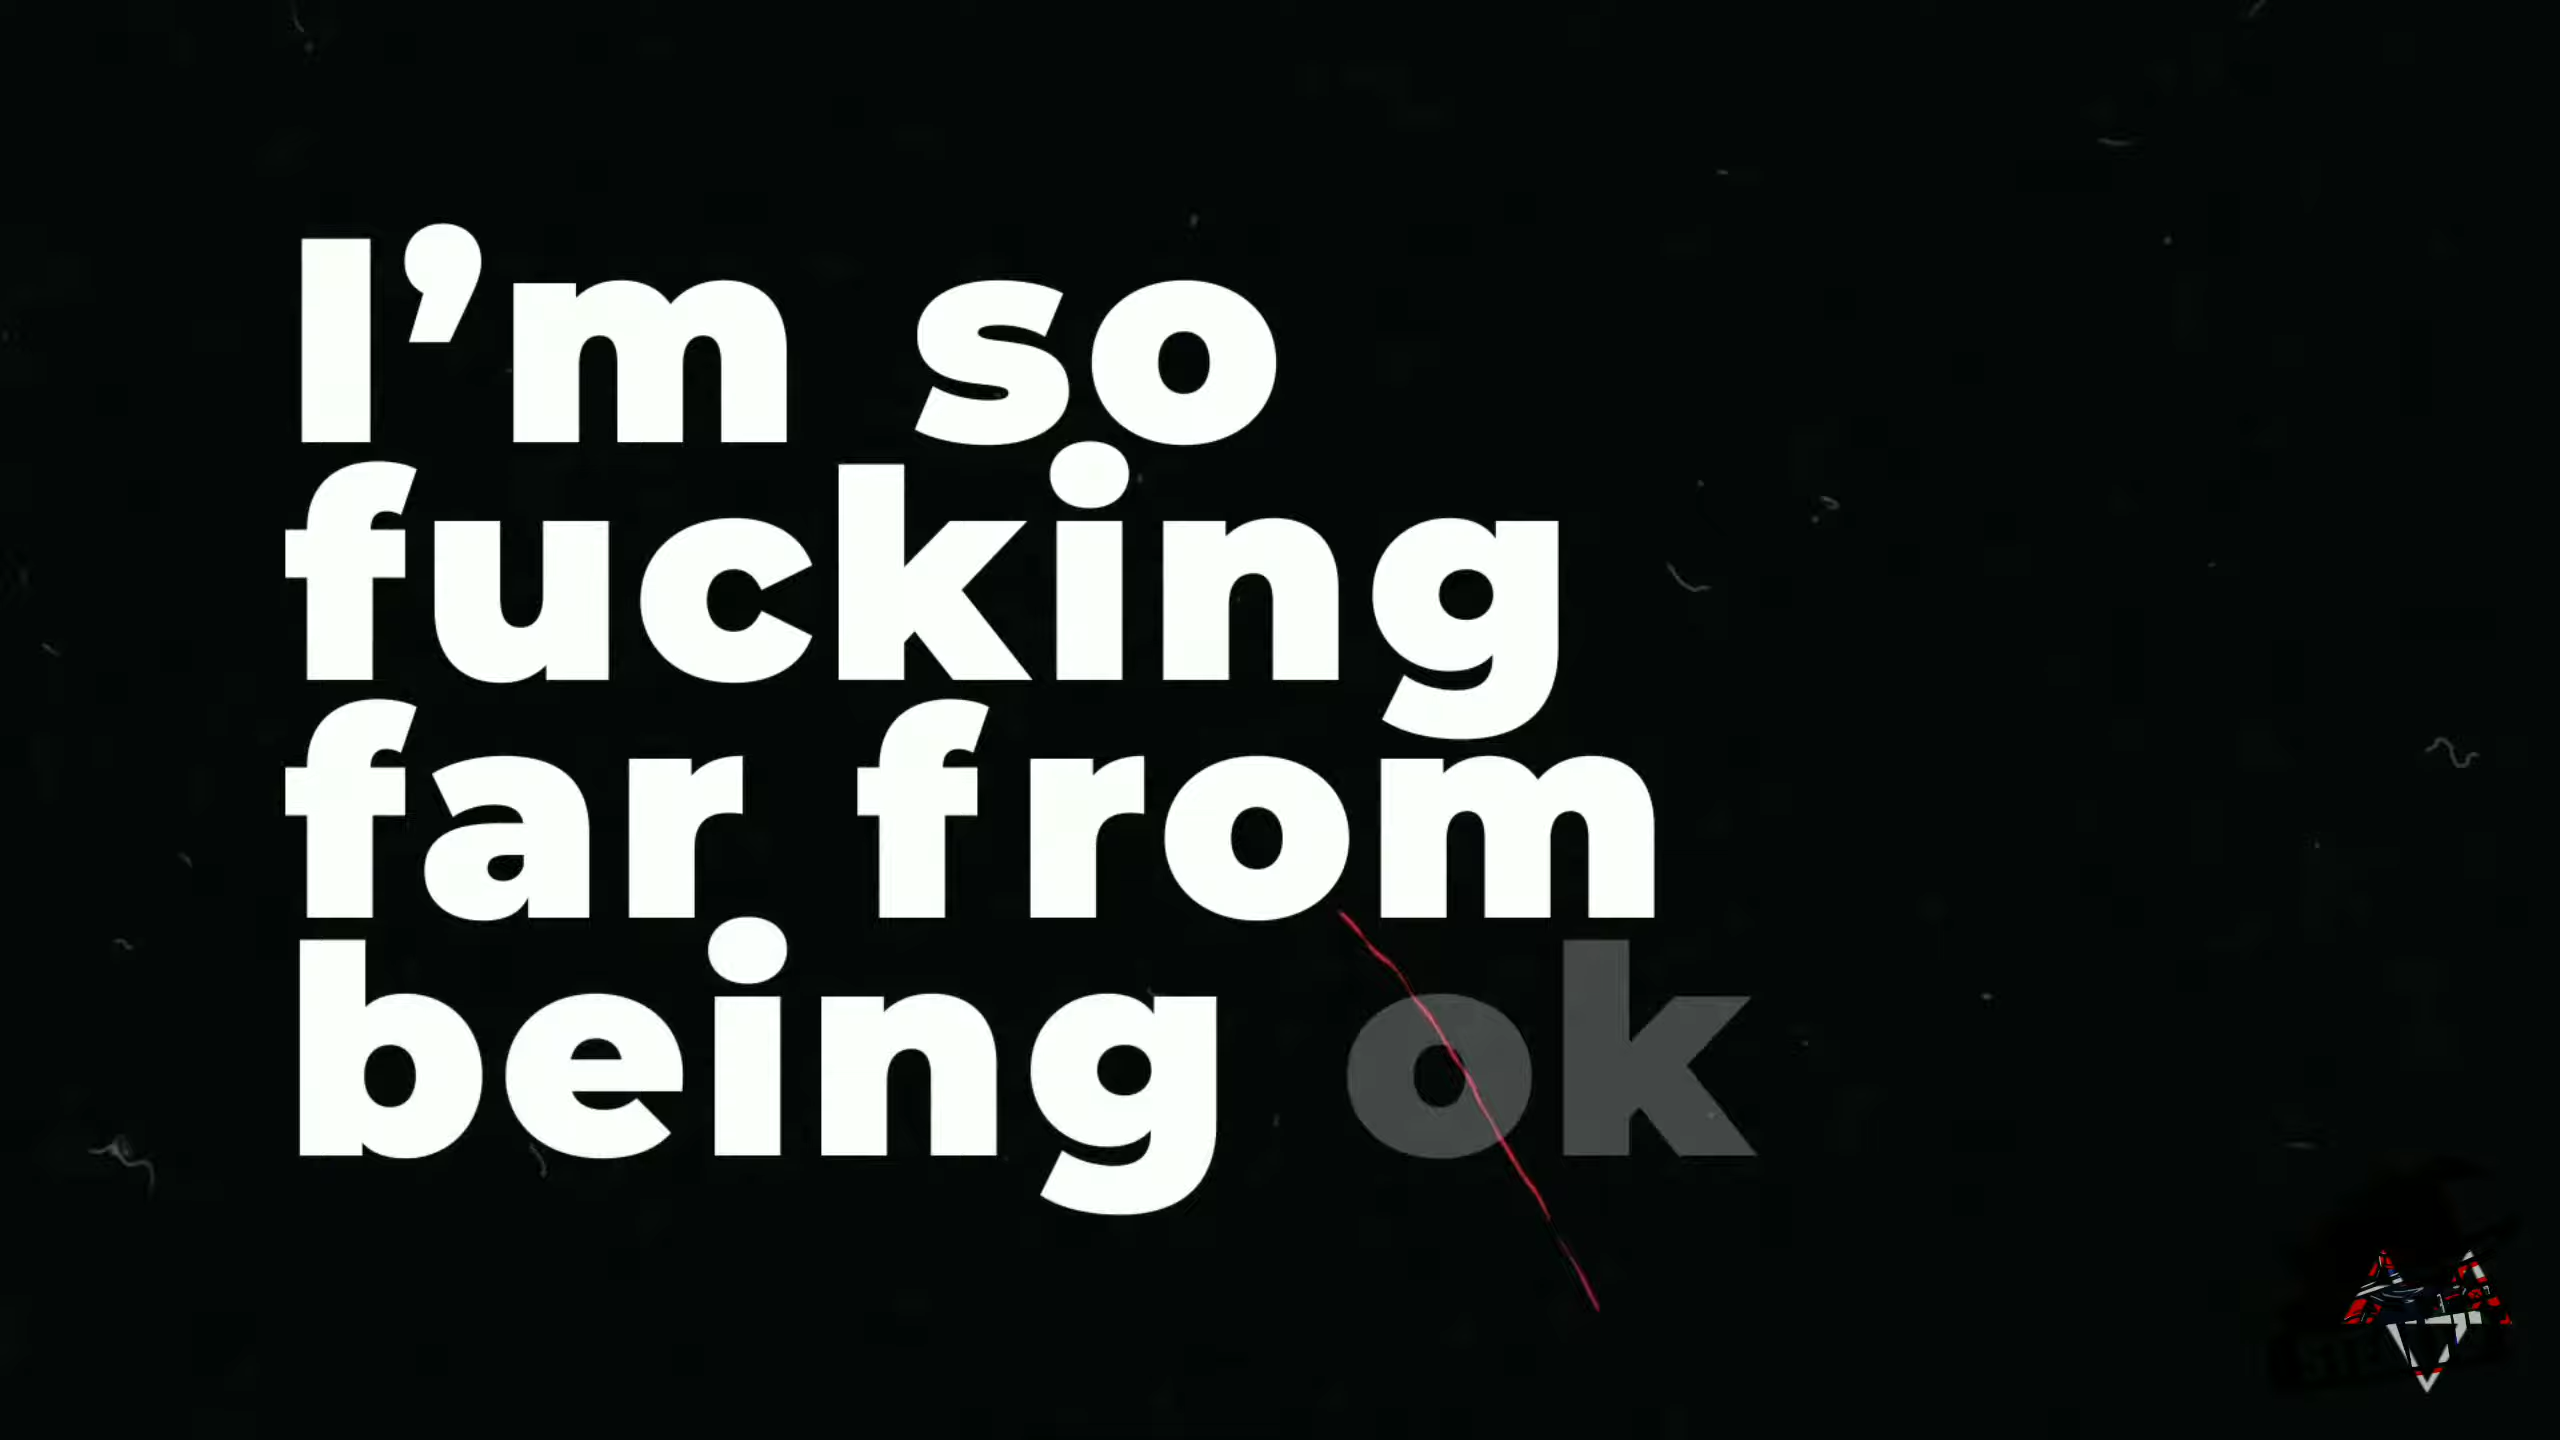 I’m so
fucking
far from
being ok